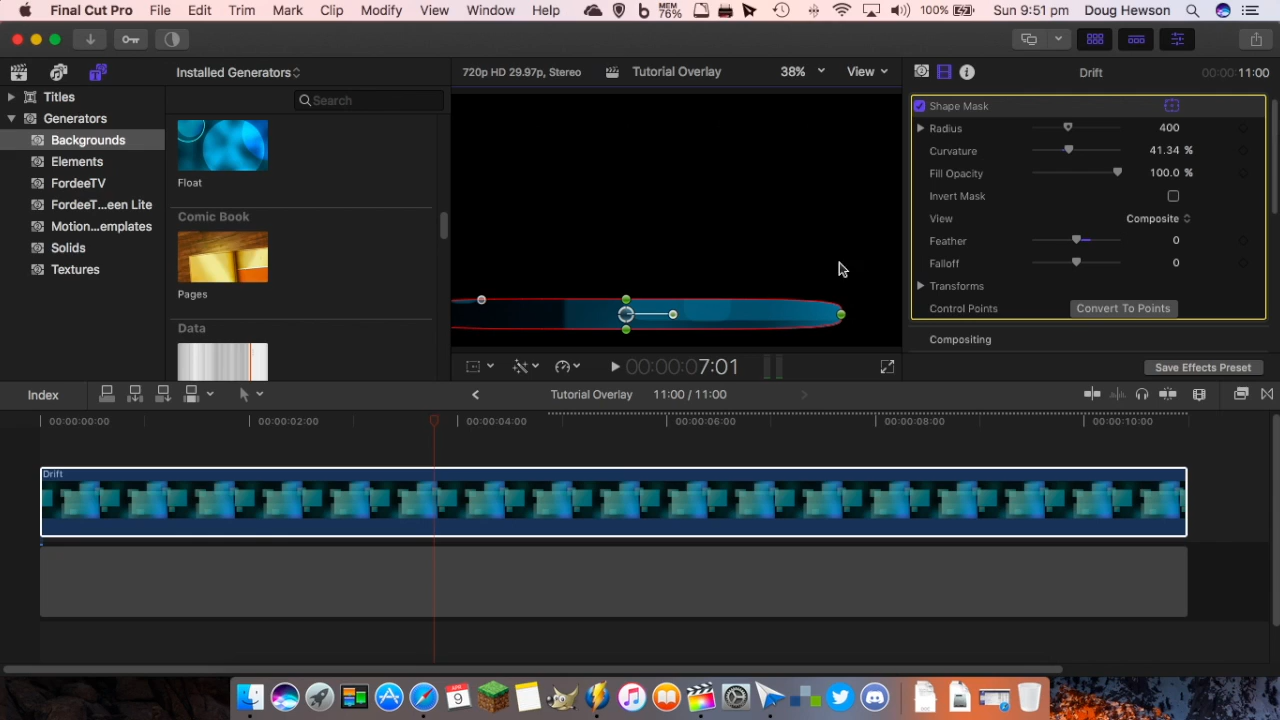 Final Cut Pro File Edit Trim Mark Clip Modify View Window Help b MEM 76% 100% Sun 9:51 pm Doug Hewson
Installed Generators 720p HD 29.97p, Stereo Tutorial Overlay 38% View Drift 00:00:11:00
Titles
Search
Shape Mask
Generators
Radius 400
Backgrounds
Curvature 41.34 %
Elements
Fill Opacity 100.0 %
FordeeTV
Float
Invert Mask
FordeeT...een Lite
Comic Book
View Composite
Motion...emplates
Feather 0
Solids
Falloff 0
Textures
Transforms
Pages
Control Points Convert To Points
Data
Compositing
00:00:00:07:01
Save Effects Preset
Index Tutorial Overlay 11:00 / 11:00
00:00:00:00 00:00:02:00 00:00:04:00 00:00:06:00 00:00:08:00 00:00:10:00
Drift
APR
9